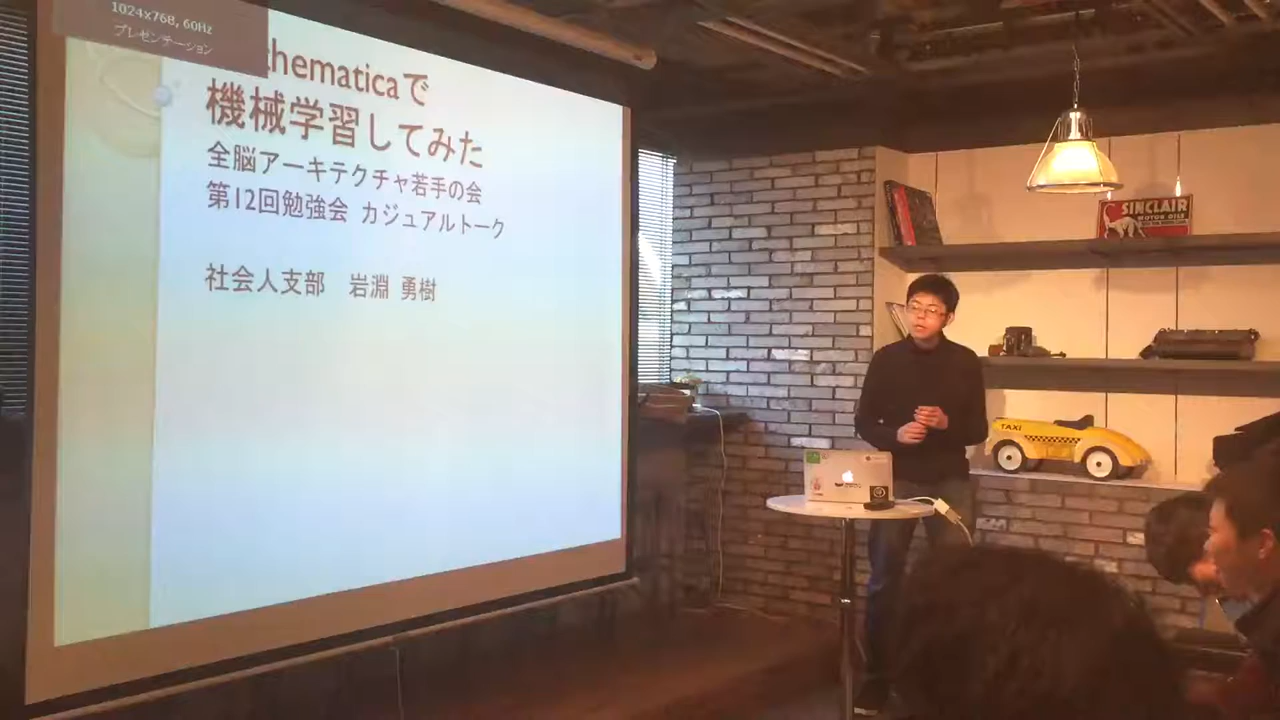 1024x768, 60Hz
プレゼンテーション
thematicaで
機械学習してみた
全脳アーキテクチャ若手の会
第12回勉強会 カジュアルトーク
社会人支部 岩淵 勇樹
SINCLAIR
MOTOR OILS
TAXI